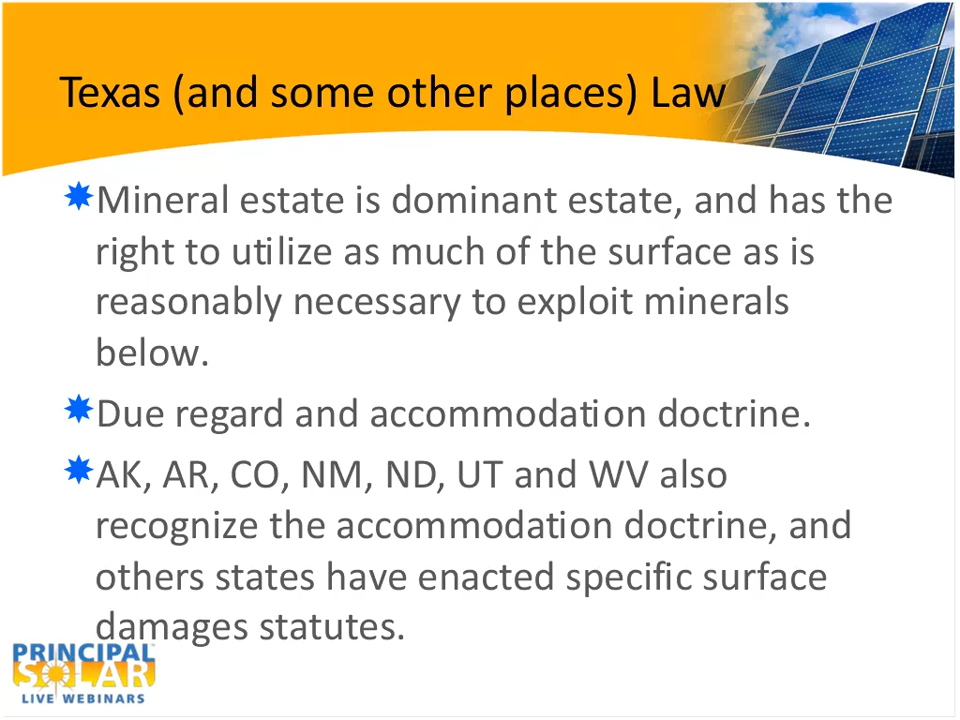 Texas (and some other places) Law
Mineral estate is dominant estate, and has the
right to utilize as much of the surface as is
reasonably necessary to exploit minerals
below.
Due regard and accommodation doctrine.
AK, AR, CO, NM, ND, UT and WV also
recognize the accommodation doctrine, and
others states have enacted specific surface
damages statutes.
PRINCIPAL
SOLAR
LIVE WEBINARS